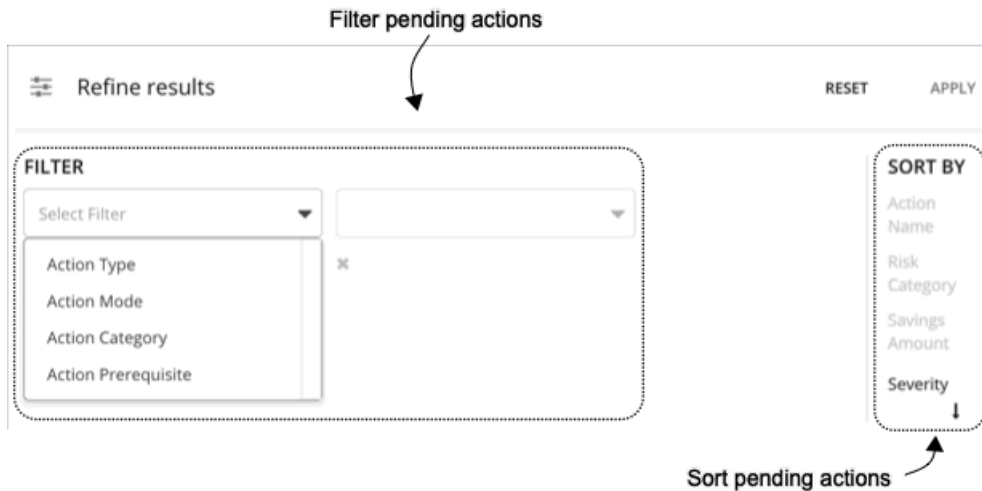 Filter pending actions
Refine results
RESET
APPLY
FILTER
Select Filter
Action Type
Action Mode
Action Category
Action Prerequisite
SORT BY
Action
Name
Risk
Category
Savings
Amount
Severity
Sort pending actions